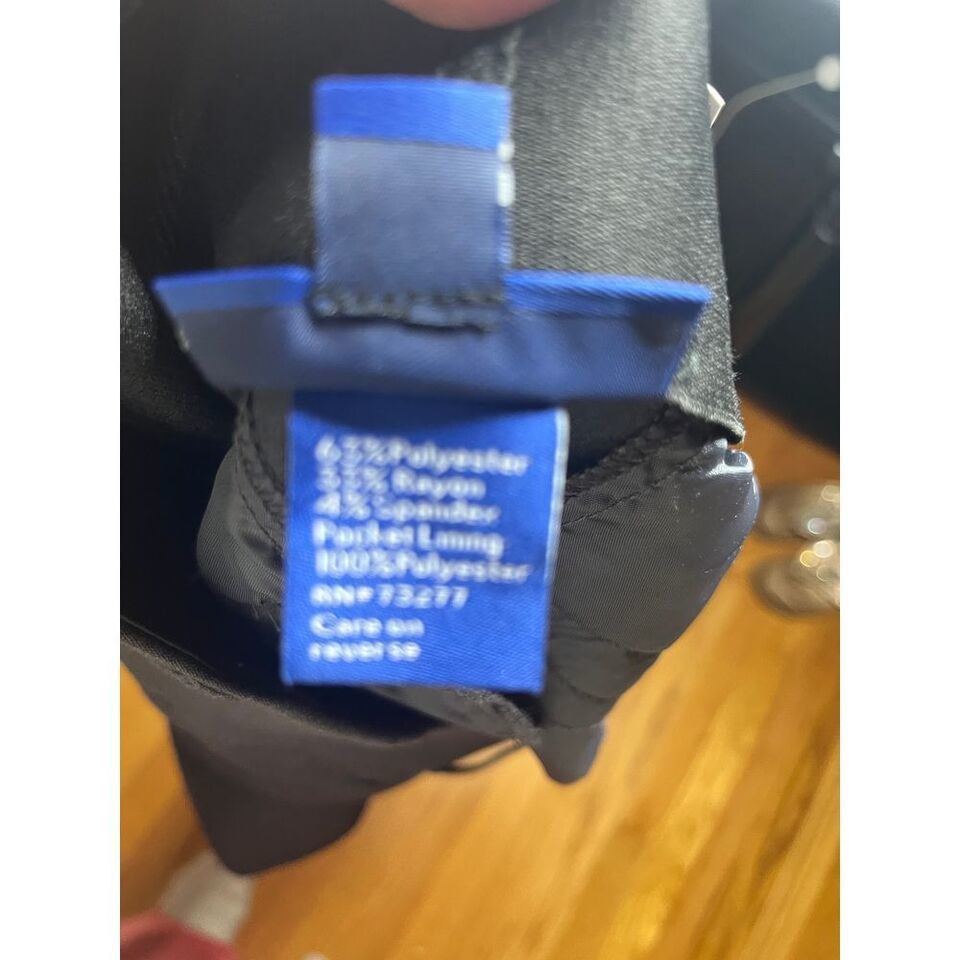 63% Polyester
33% Rayon
4% Spandex
Pocket Lining
100% Polyester
RN# 73277
Care on
reverse